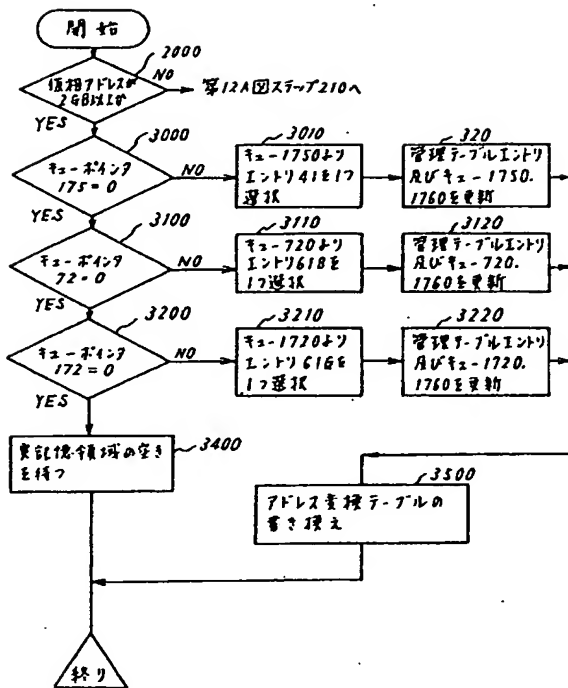 開始
2000
仮想アドレスが
2GB以上か
NO
第12A図ステップ210へ
YES
3000
キューポインタ
175=0
NO
3010
キュー1750より
エントリ41を1つ
選択
320
管理テーブルエントリ
及びキュー1750.
1760を更新
YES
3100
キューポインタ
72=0
NO
3110
キュー720より
エントリ61Bを
1つ選択
3120
管理テーブルエントリ
及びキュー720.
1760を更新
YES
3200
キューポインタ
172=0
NO
3210
キュー1720より
エントリ61Gを
1つ選択
3220
管理テーブルエントリ
及びキュー1720.
1760を更新
YES
3400
実記憶領域の空き
を待つ
3500
アドレス変換テーブルの
書き換え
終り